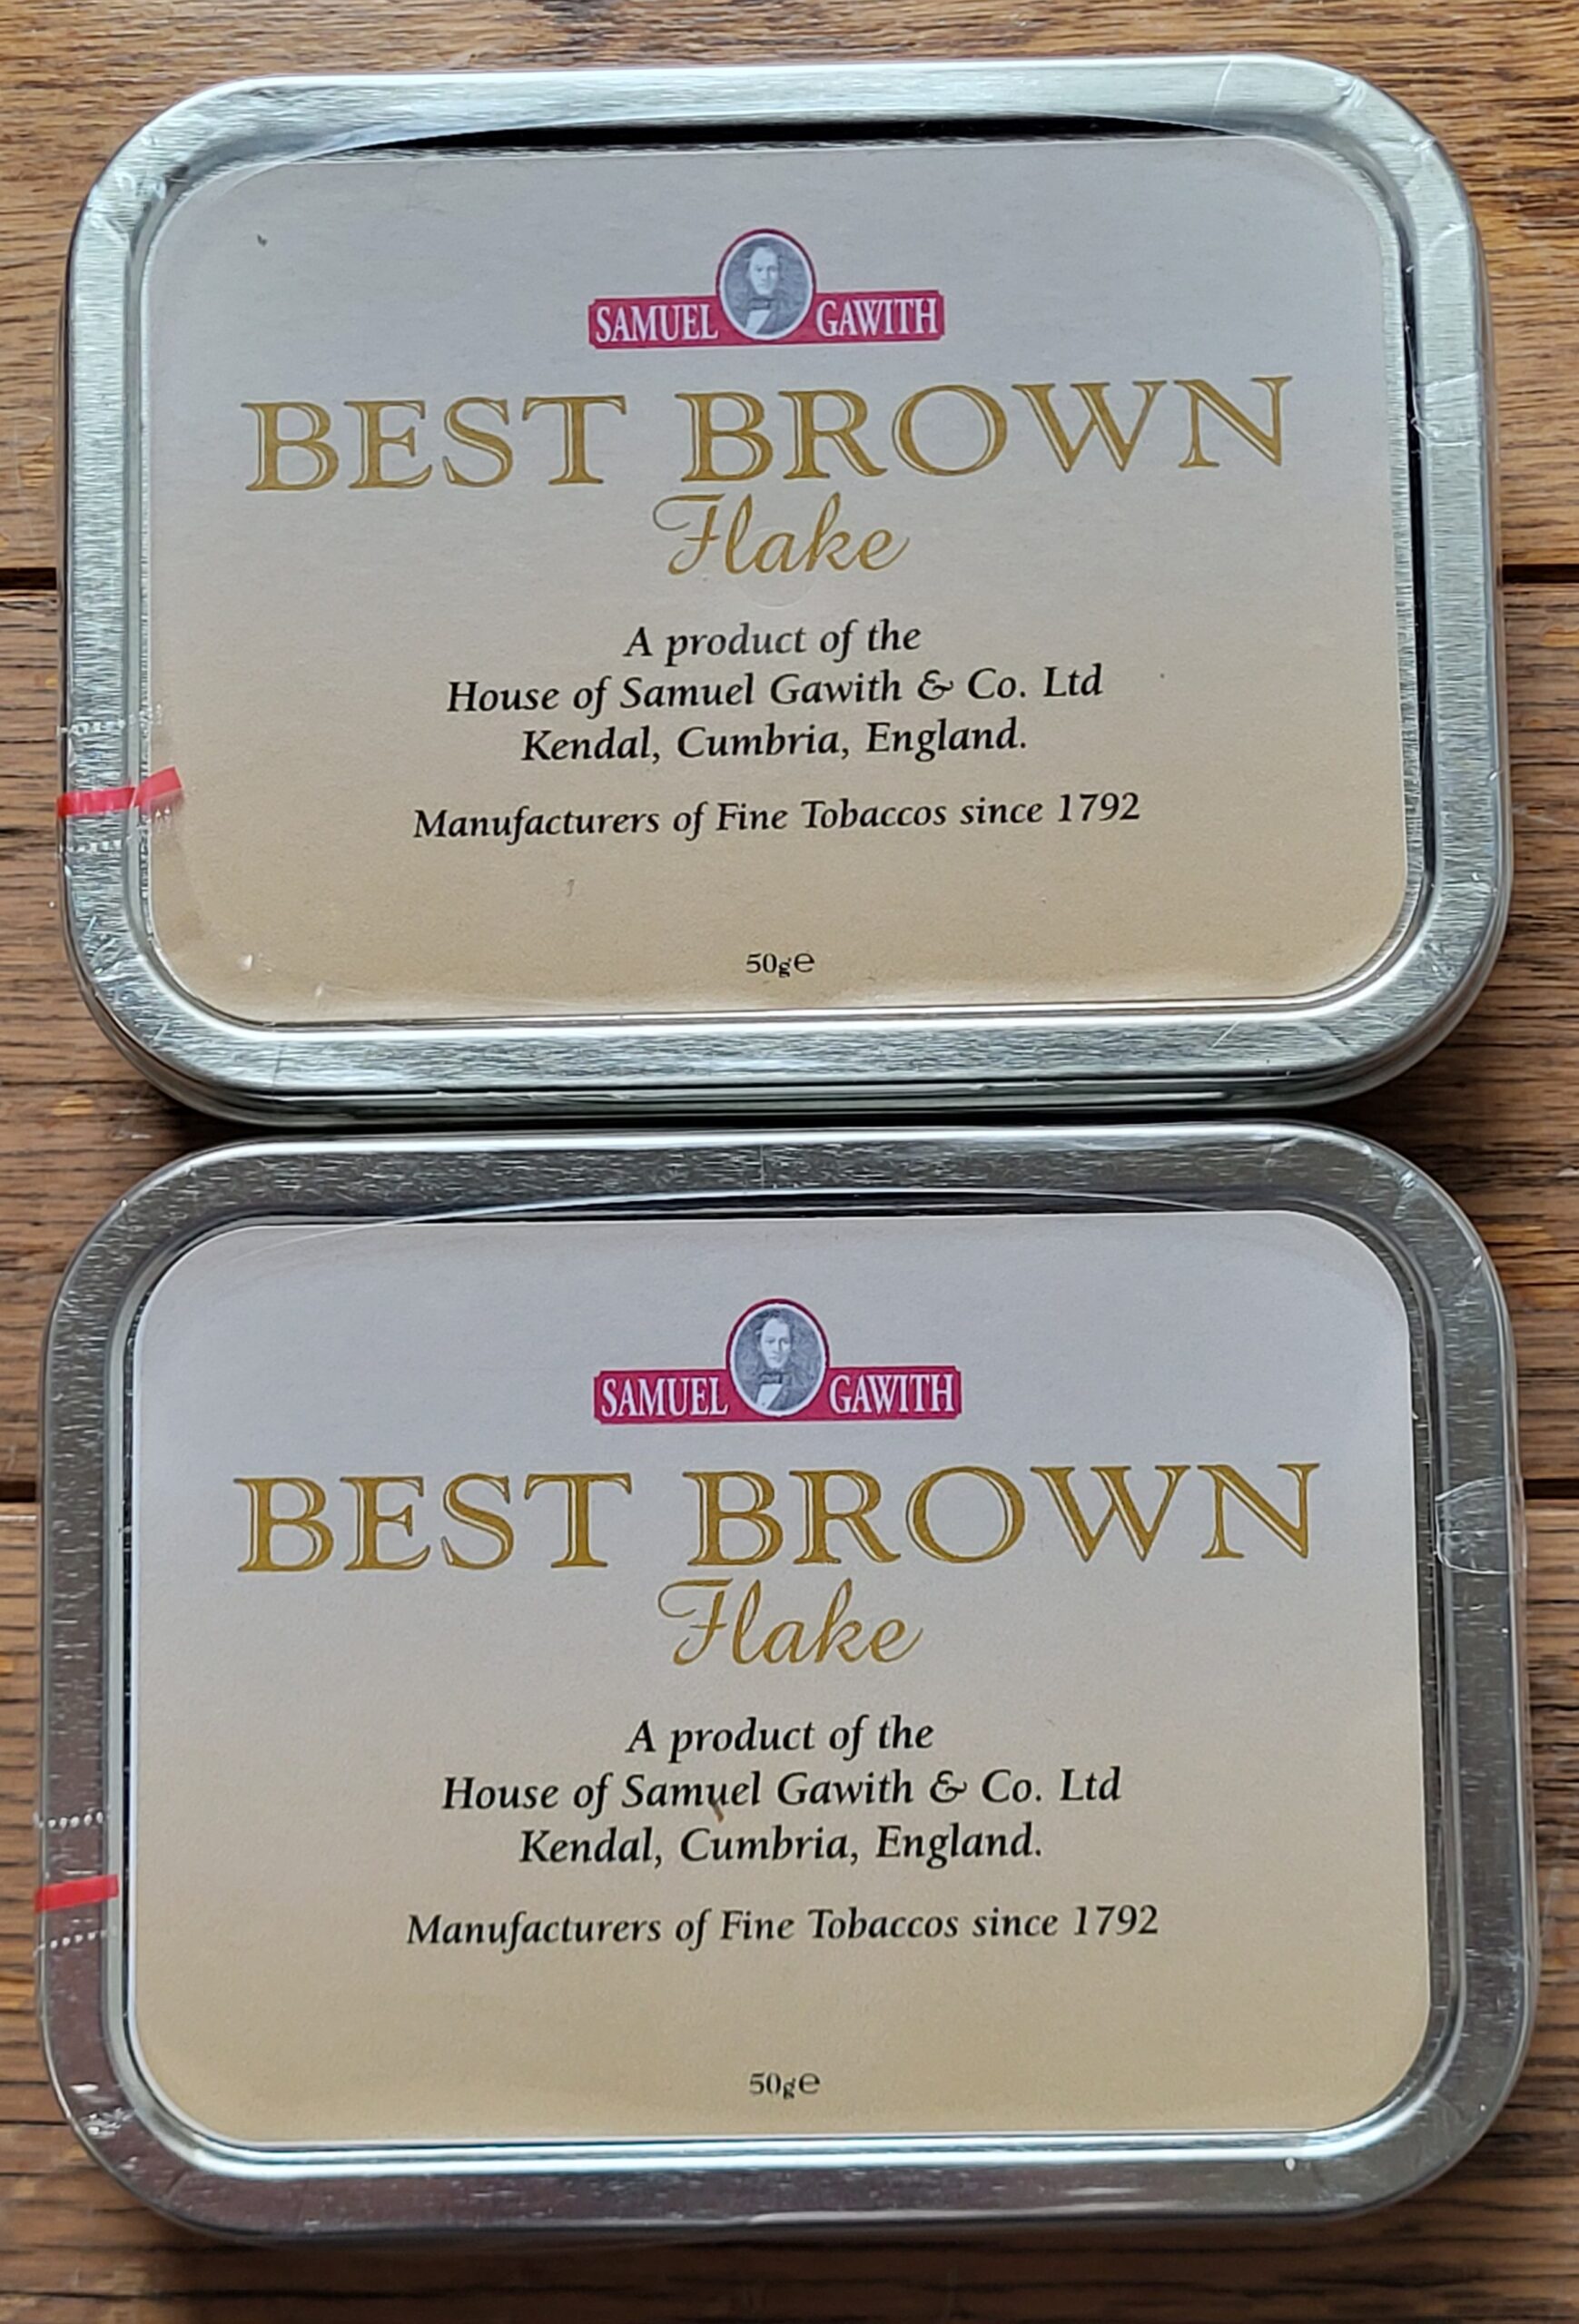 SAMUEL GAWITH
BEST BROWN
Flake
A product of the
House of Samuel Gawith & Co. Ltd
Kendal, Cumbria, England.
Manufacturers of Fine Tobaccos since 1792
50g℮
SAMUEL GAWITH
BEST BROWN
Flake
A product of the
House of Samuel Gawith & Co. Ltd
Kendal, Cumbria, England.
Manufacturers of Fine Tobaccos since 1792
50g℮